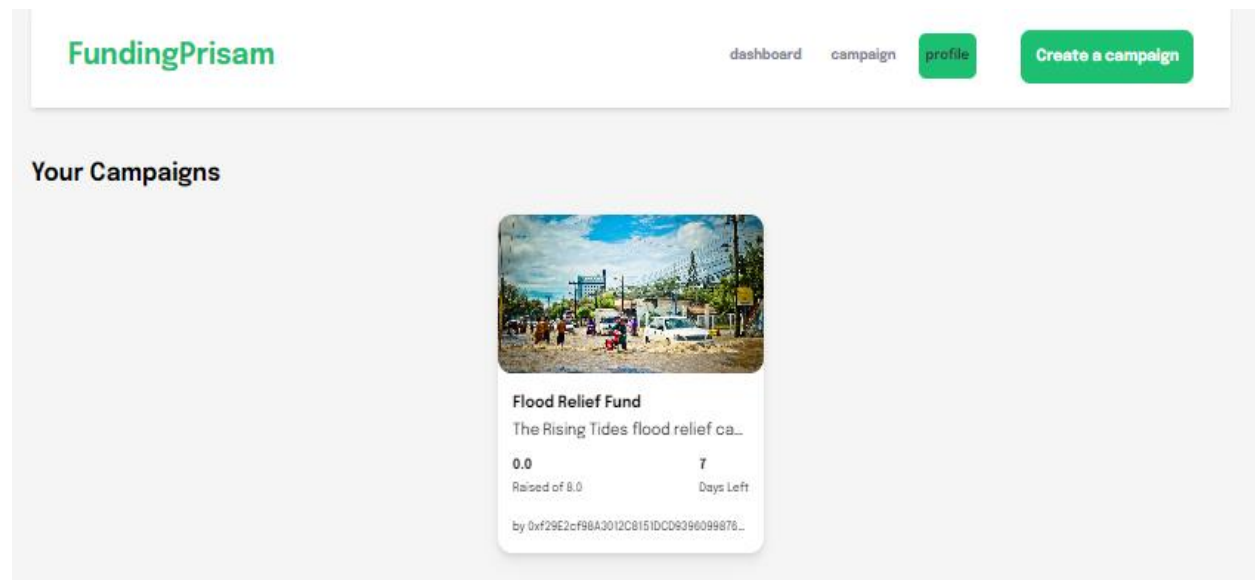 FundingPrisam
dashboard campaign profile Create a campaign
Your Campaigns
Flood Relief Fund
The Rising Tides flood relief ca...
0.0 7
Raised of 8.0 Days Left
by 0xf29E2cf98A3012C8151DCD9396099876...